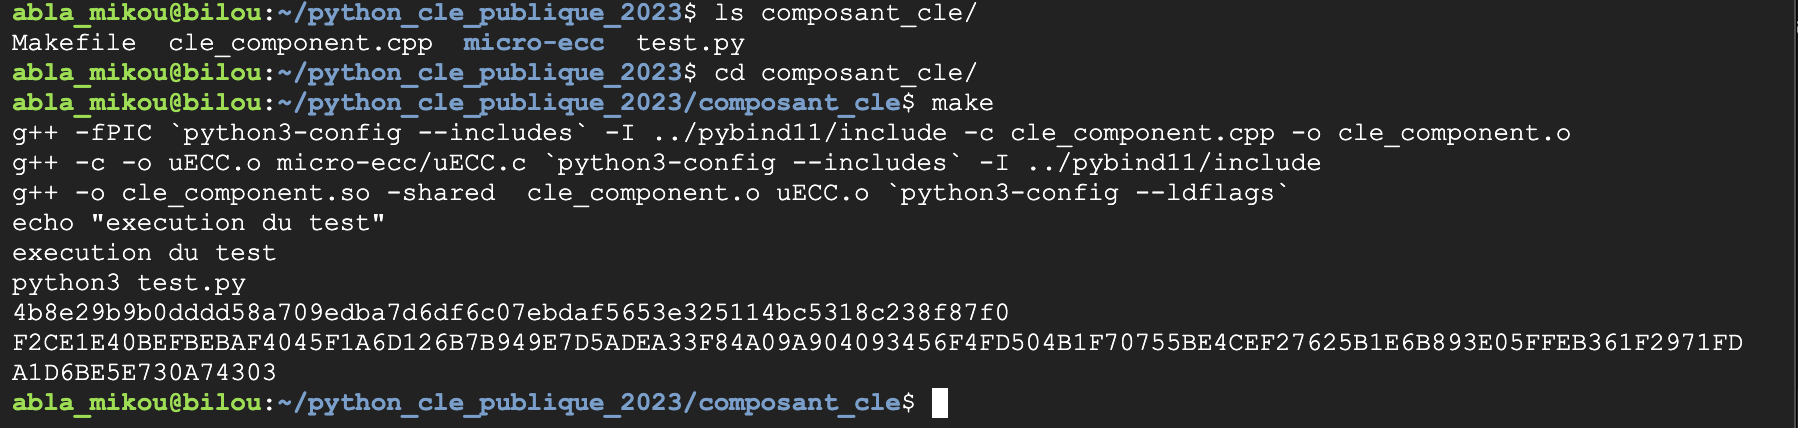 abla_mikou@bilou:~/python_cle_publique_2023$ ls composant_cle/
Makefile  cle_component.cpp  micro-ecc  test.py
abla_mikou@bilou:~/python_cle_publique_2023$ cd composant_cle/
abla_mikou@bilou:~/python_cle_publique_2023/composant_cle$ make
g++ -fPIC `python3-config --includes` -I ../pybind11/include -c cle_component.cpp -o cle_component.o
g++ -c -o uECC.o micro-ecc/uECC.c `python3-config --includes` -I ../pybind11/include
g++ -o cle_component.so -shared  cle_component.o uECC.o `python3-config --ldflags`
echo "execution du test"
execution du test
python3 test.py
4b8e29b9b0dddd58a709edba7d6df6c07ebdaf5653e325114bc5318c238f87f0
F2CE1E40BEFBEBAF4045F1A6D126B7B949E7D5ADEA33F84A09A904093456F4FD504B1F70755BE4CEF27625B1E6B893E05FFEB361F2971FD
A1D6BE5E730A74303
abla_mikou@bilou:~/python_cle_publique_2023/composant_cle$